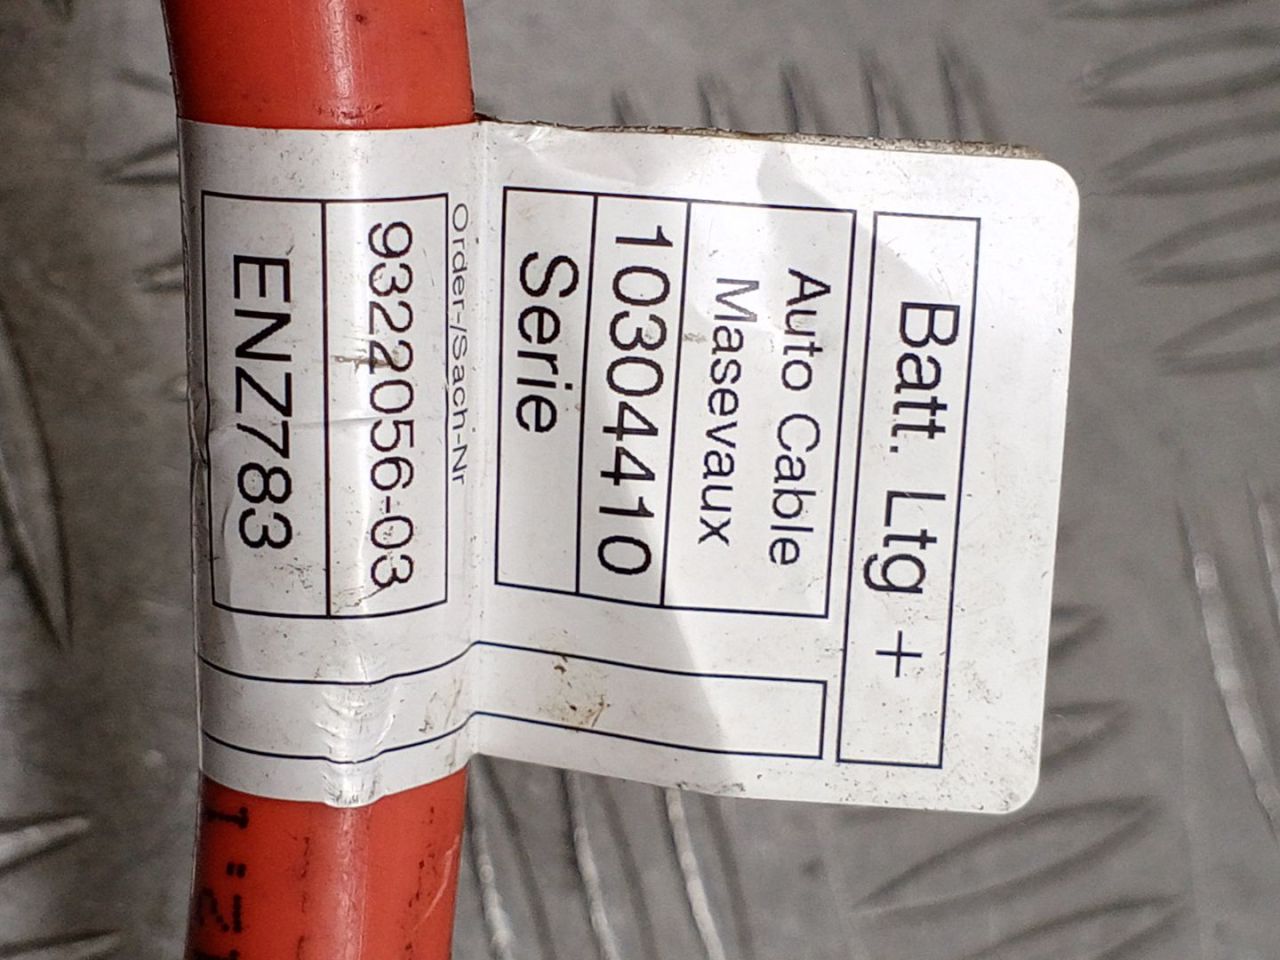 Batt. Ltg +
Auto Cable
Masevaux
10304410
Serie
Order-/Sach-Nr
9322056-03
ENZ783